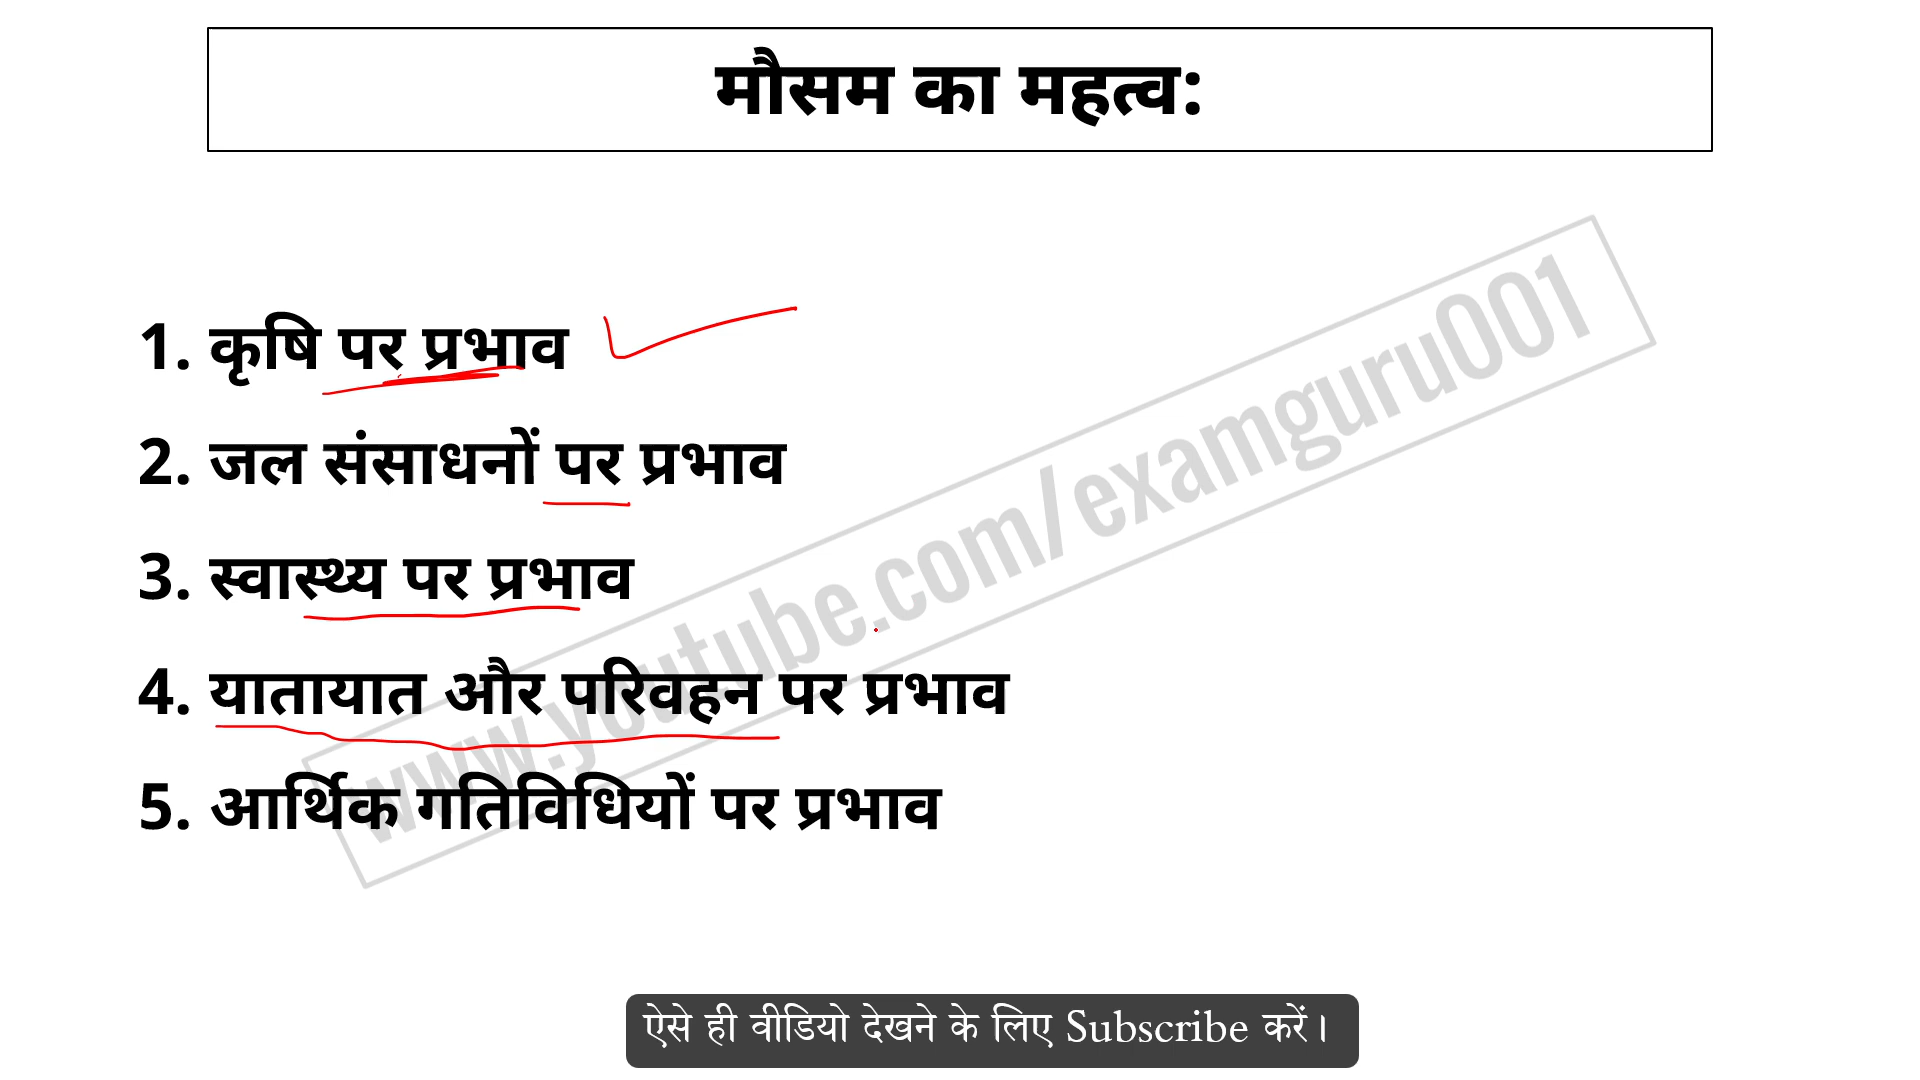 मौसम का महत्व:
1. कृषि पर प्रभाव
2. जल संसाधनों पर प्रभाव
3. स्वास्थ्य पर प्रभाव
4. यातायात और परिवहन पर प्रभाव
5. आर्थिक गतिविधियों पर प्रभाव
www.youtube.com/examguru001
ऐसे ही वीडियो देखने के लिए Subscribe करें।